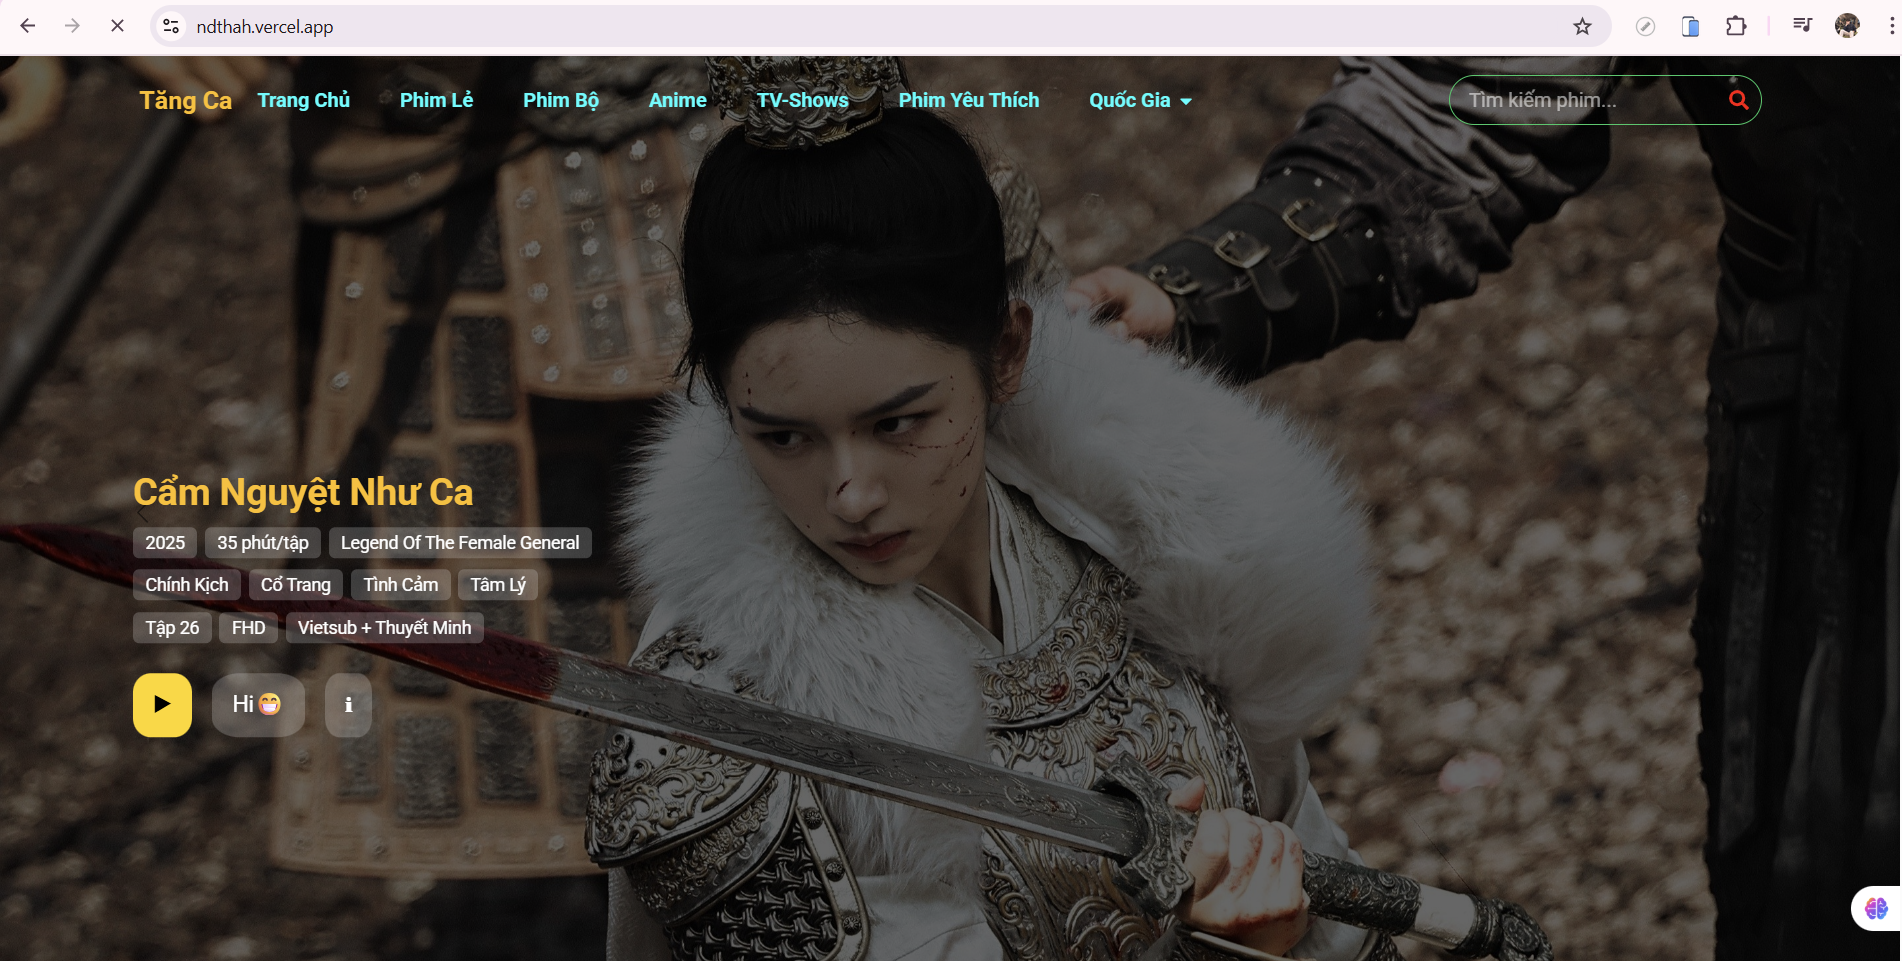 ndthah.vercel.app
Tăng Ca Trang Chủ Phim Lẻ Phim Bộ Anime TV-Shows Phim Yêu Thích Quốc Gia Tìm kiếm phim...
Cẩm Nguyệt Như Ca
2025 35 phút/tập Legend Of The Female General
Chính Kịch Cổ Trang Tình Cảm Tâm Lý
Tập 26 FHD Vietsub + Thuyết Minh
Hi😁